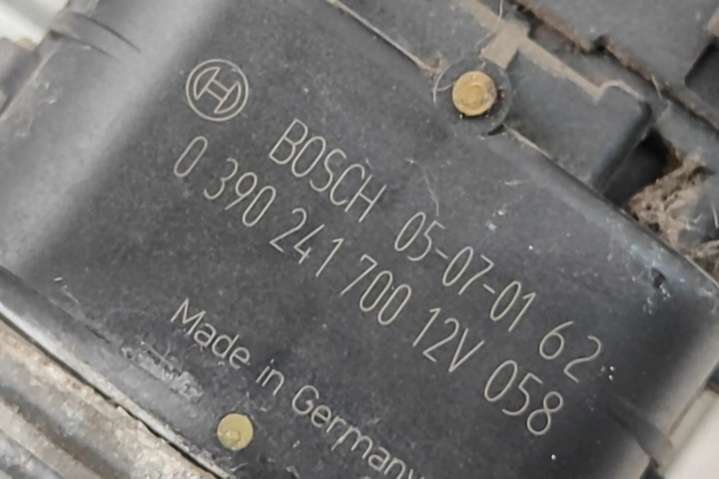 BOSCH 05-07-01 62
0 390 241 700 12V 058
Made in Germany